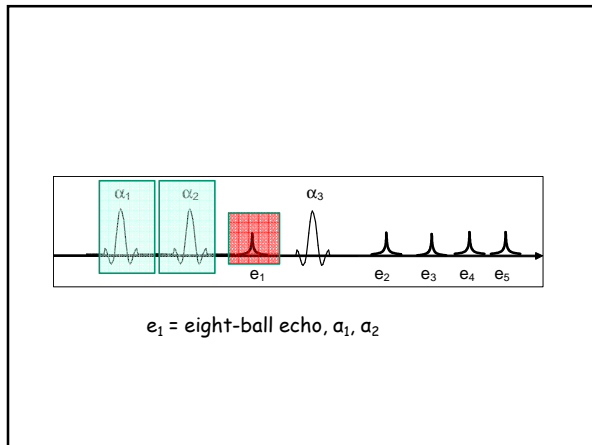 α₁ α₂ α₃
e₁ e₂ e₃ e₄ e₅
e₁ = eight-ball echo, α₁, α₂